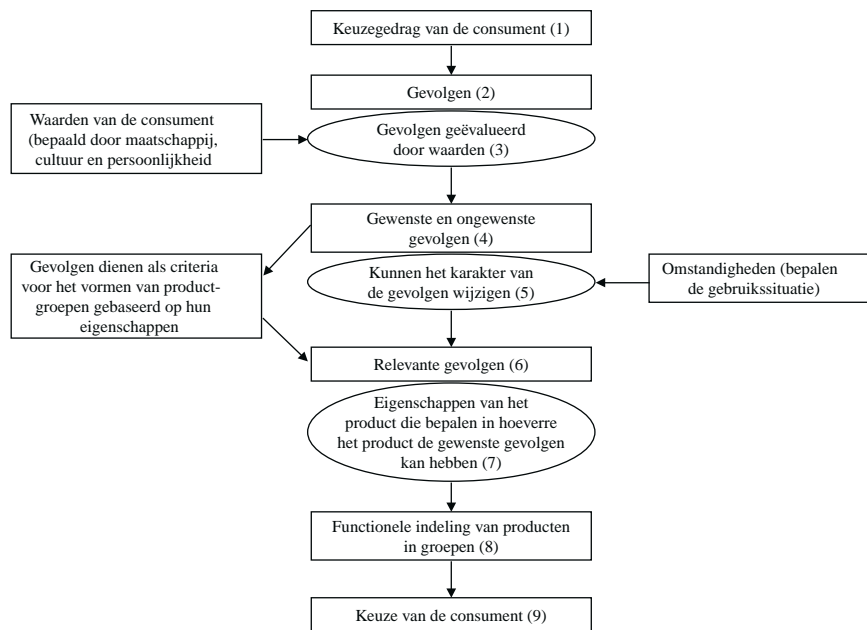 Keuzegedrag van de consument (1)
Gevolgen (2)
Waarden van de consument
(bepaald door maatschappij,
cultuur en persoonlijkheid
Gevolgen geëvalueerd
door waarden (3)
Gewenste en ongewenste
gevolgen (4)
Gevolgen dienen als criteria
voor het vormen van product-
groepen gebaseerd op hun
eigenschappen
Kunnen het karakter van
de gevolgen wijzigen (5)
Omstandigheden (bepalen
de gebruikssituatie)
Relevante gevolgen (6)
Eigenschappen van het
product die bepalen in hoeverre
het product de gewenste gevolgen
kan hebben (7)
Functionele indeling van producten
in groepen (8)
Keuze van de consument (9)